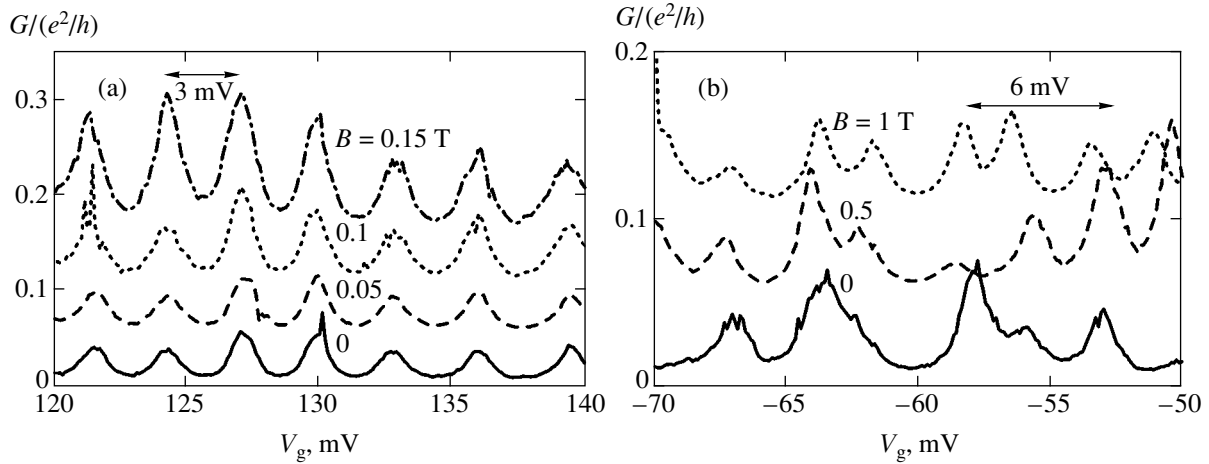 G/(e²/h)
(a)
3 mV
B = 0.15 T
0.1
0.05
0
0.3
0.2
0.1
0
120 125 130 135 140
V_g, mV
G/(e²/h)
(b)
6 mV
B = 1 T
0.5
0
0.2
0.1
0
–70 –65 –60 –55 –50
V_g, mV